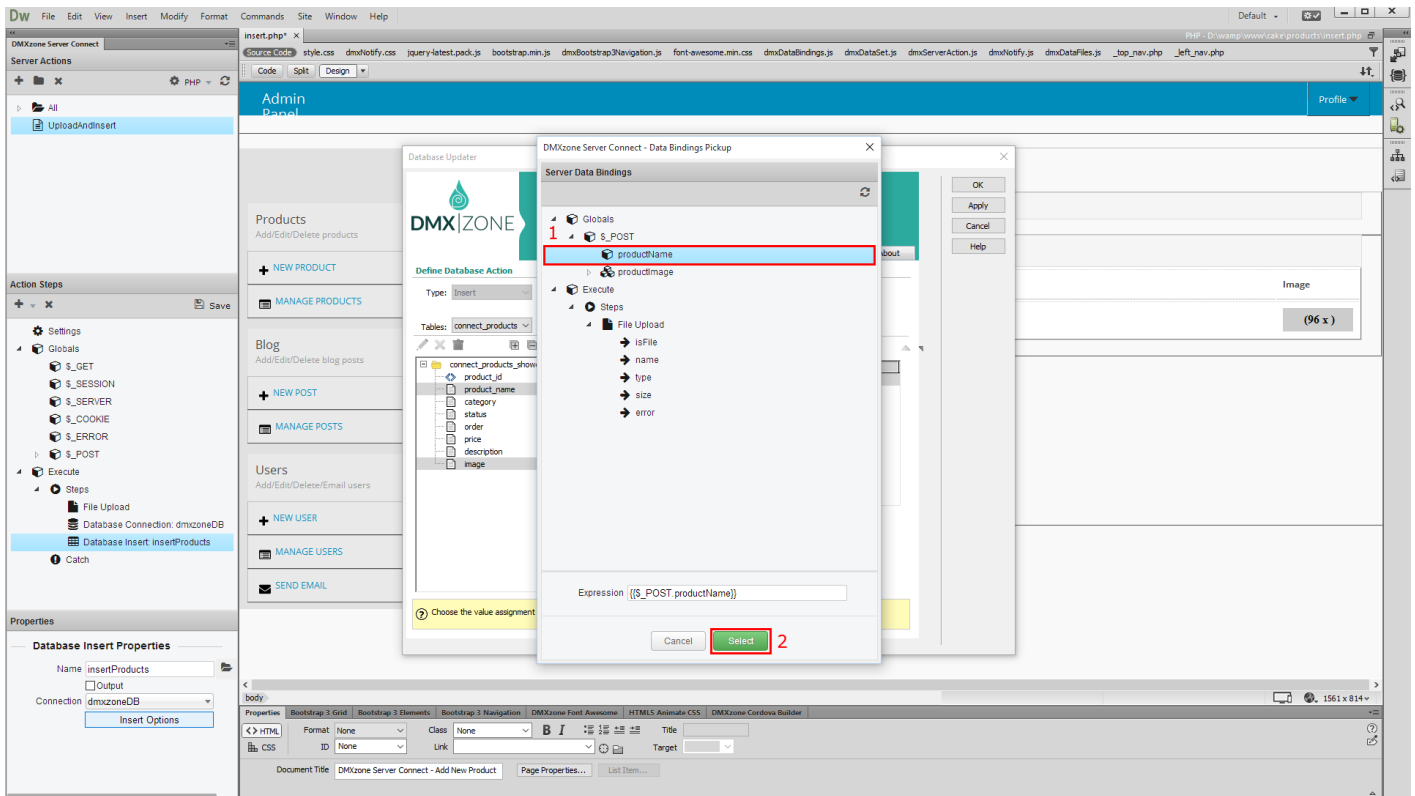 DW File Edit View Insert Modify Format Commands Site Window Help Default
DMXzone Server Connect
Server Actions
PHP
All
UploadAndInsert
Action Steps
Save
Settings
Globals
$_GET
$_SESSION
$_SERVER
$_COOKIE
$_ERROR
$_POST
Execute
Steps
File Upload
Database Connection: dmxzoneDB
Database Insert: insertProducts
Catch
Properties
Database Insert Properties
Name insertProducts
Output
Connection dmxzoneDB
Insert Options
insert.php* PHP - D:\wamp\www\cake\products\insert.php
Source Code style.css dmxNotify.css jquery-latest.pack.js bootstrap.min.js dmxBootstrap3Navigation.js font-awesome.min.css dmxDataBindings.js dmxDataSet.js dmxServerAction.js dmxNotify.js dmxDataFiles.js _top_nav.php _left_nav.php
Code Split Design
Admin
Panel
Profile
Products
Add/Edit/Delete products
NEW PRODUCT
MANAGE PRODUCTS
Blog
Add/Edit/Delete blog posts
NEW POST
MANAGE POSTS
Users
Add/Edit/Delete/Email users
NEW USER
MANAGE USERS
SEND EMAIL
Image
(96 x )
Database Updater
DMX|ZONE
bout
Define Database Action
Type: Insert
Tables: connect_products
connect_products_show
product_id
product_name
category
status
order
price
description
image
Choose the value assignment
OK
Apply
Cancel
Help
DMXzone Server Connect - Data Bindings Pickup
Server Data Bindings
Globals
1
$_POST
productName
productImage
Execute
Steps
File Upload
isFile
name
type
size
error
Expression {{$_POST.productName}}
Cancel Select 2
body 1561 x 814
Properties Bootstrap 3 Grid Bootstrap 3 Elements Bootstrap 3 Navigation DMXzone Font Awesome HTML5 Animate CSS DMXzone Cordova Builder
<> HTML Format None Class None B I Title
CSS ID None Link Target
Document Title DMXzone Server Connect - Add New Product Page Properties... List Item...